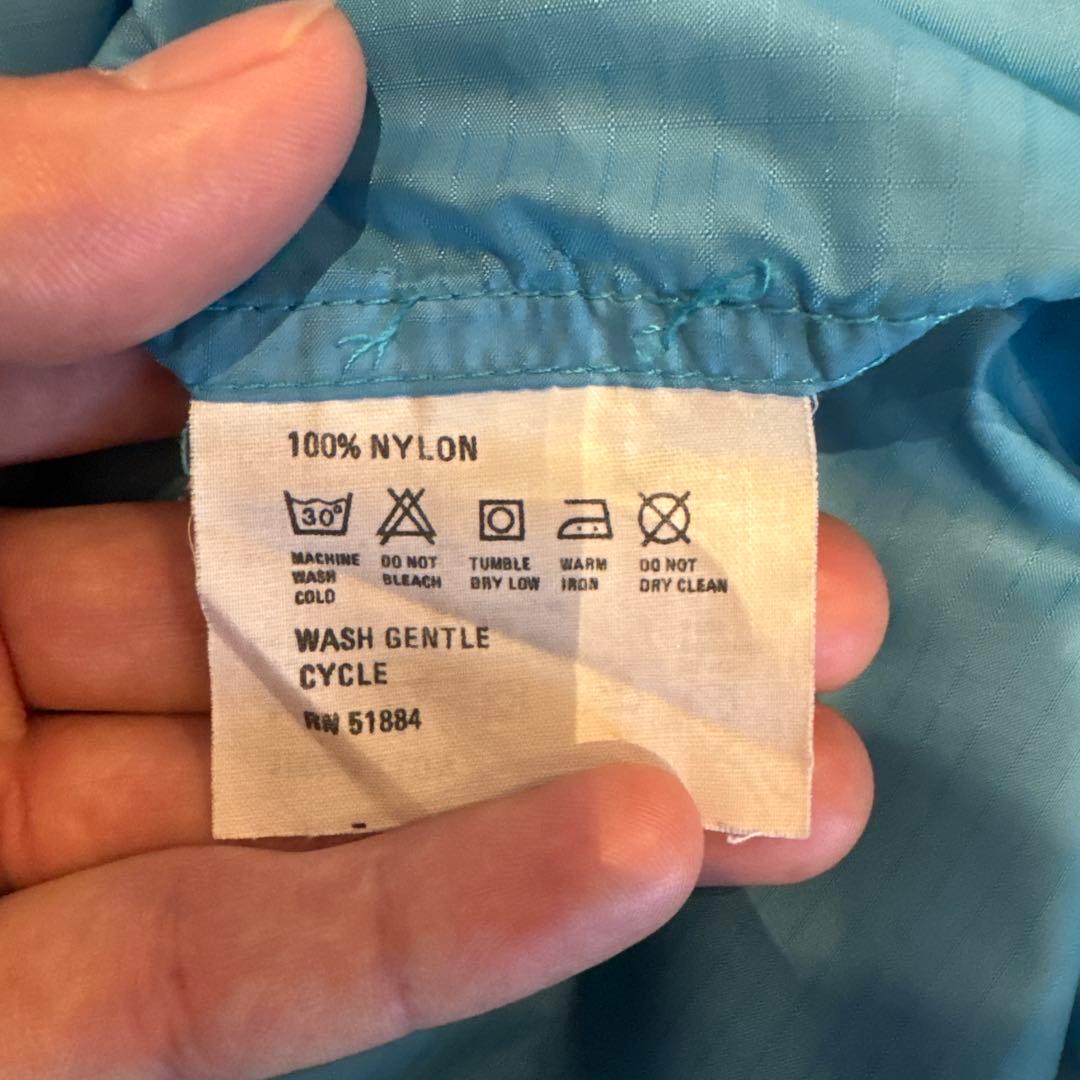 100% NYLON
30°
MACHINE WASH COLD
DO NOT BLEACH
TUMBLE DRY LOW
WARM IRON
DO NOT DRY CLEAN
WASH GENTLE
CYCLE
RN 51884